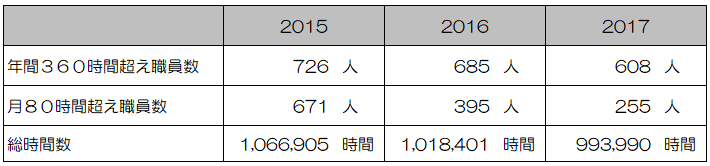 2015 2016 2017
年間３６０時間超え職員数 726 人 685 人 608 人
月８０時間超え職員数 671 人 395 人 255 人
総時間数 1,066,905 時間 1,018,401 時間 993,990 時間